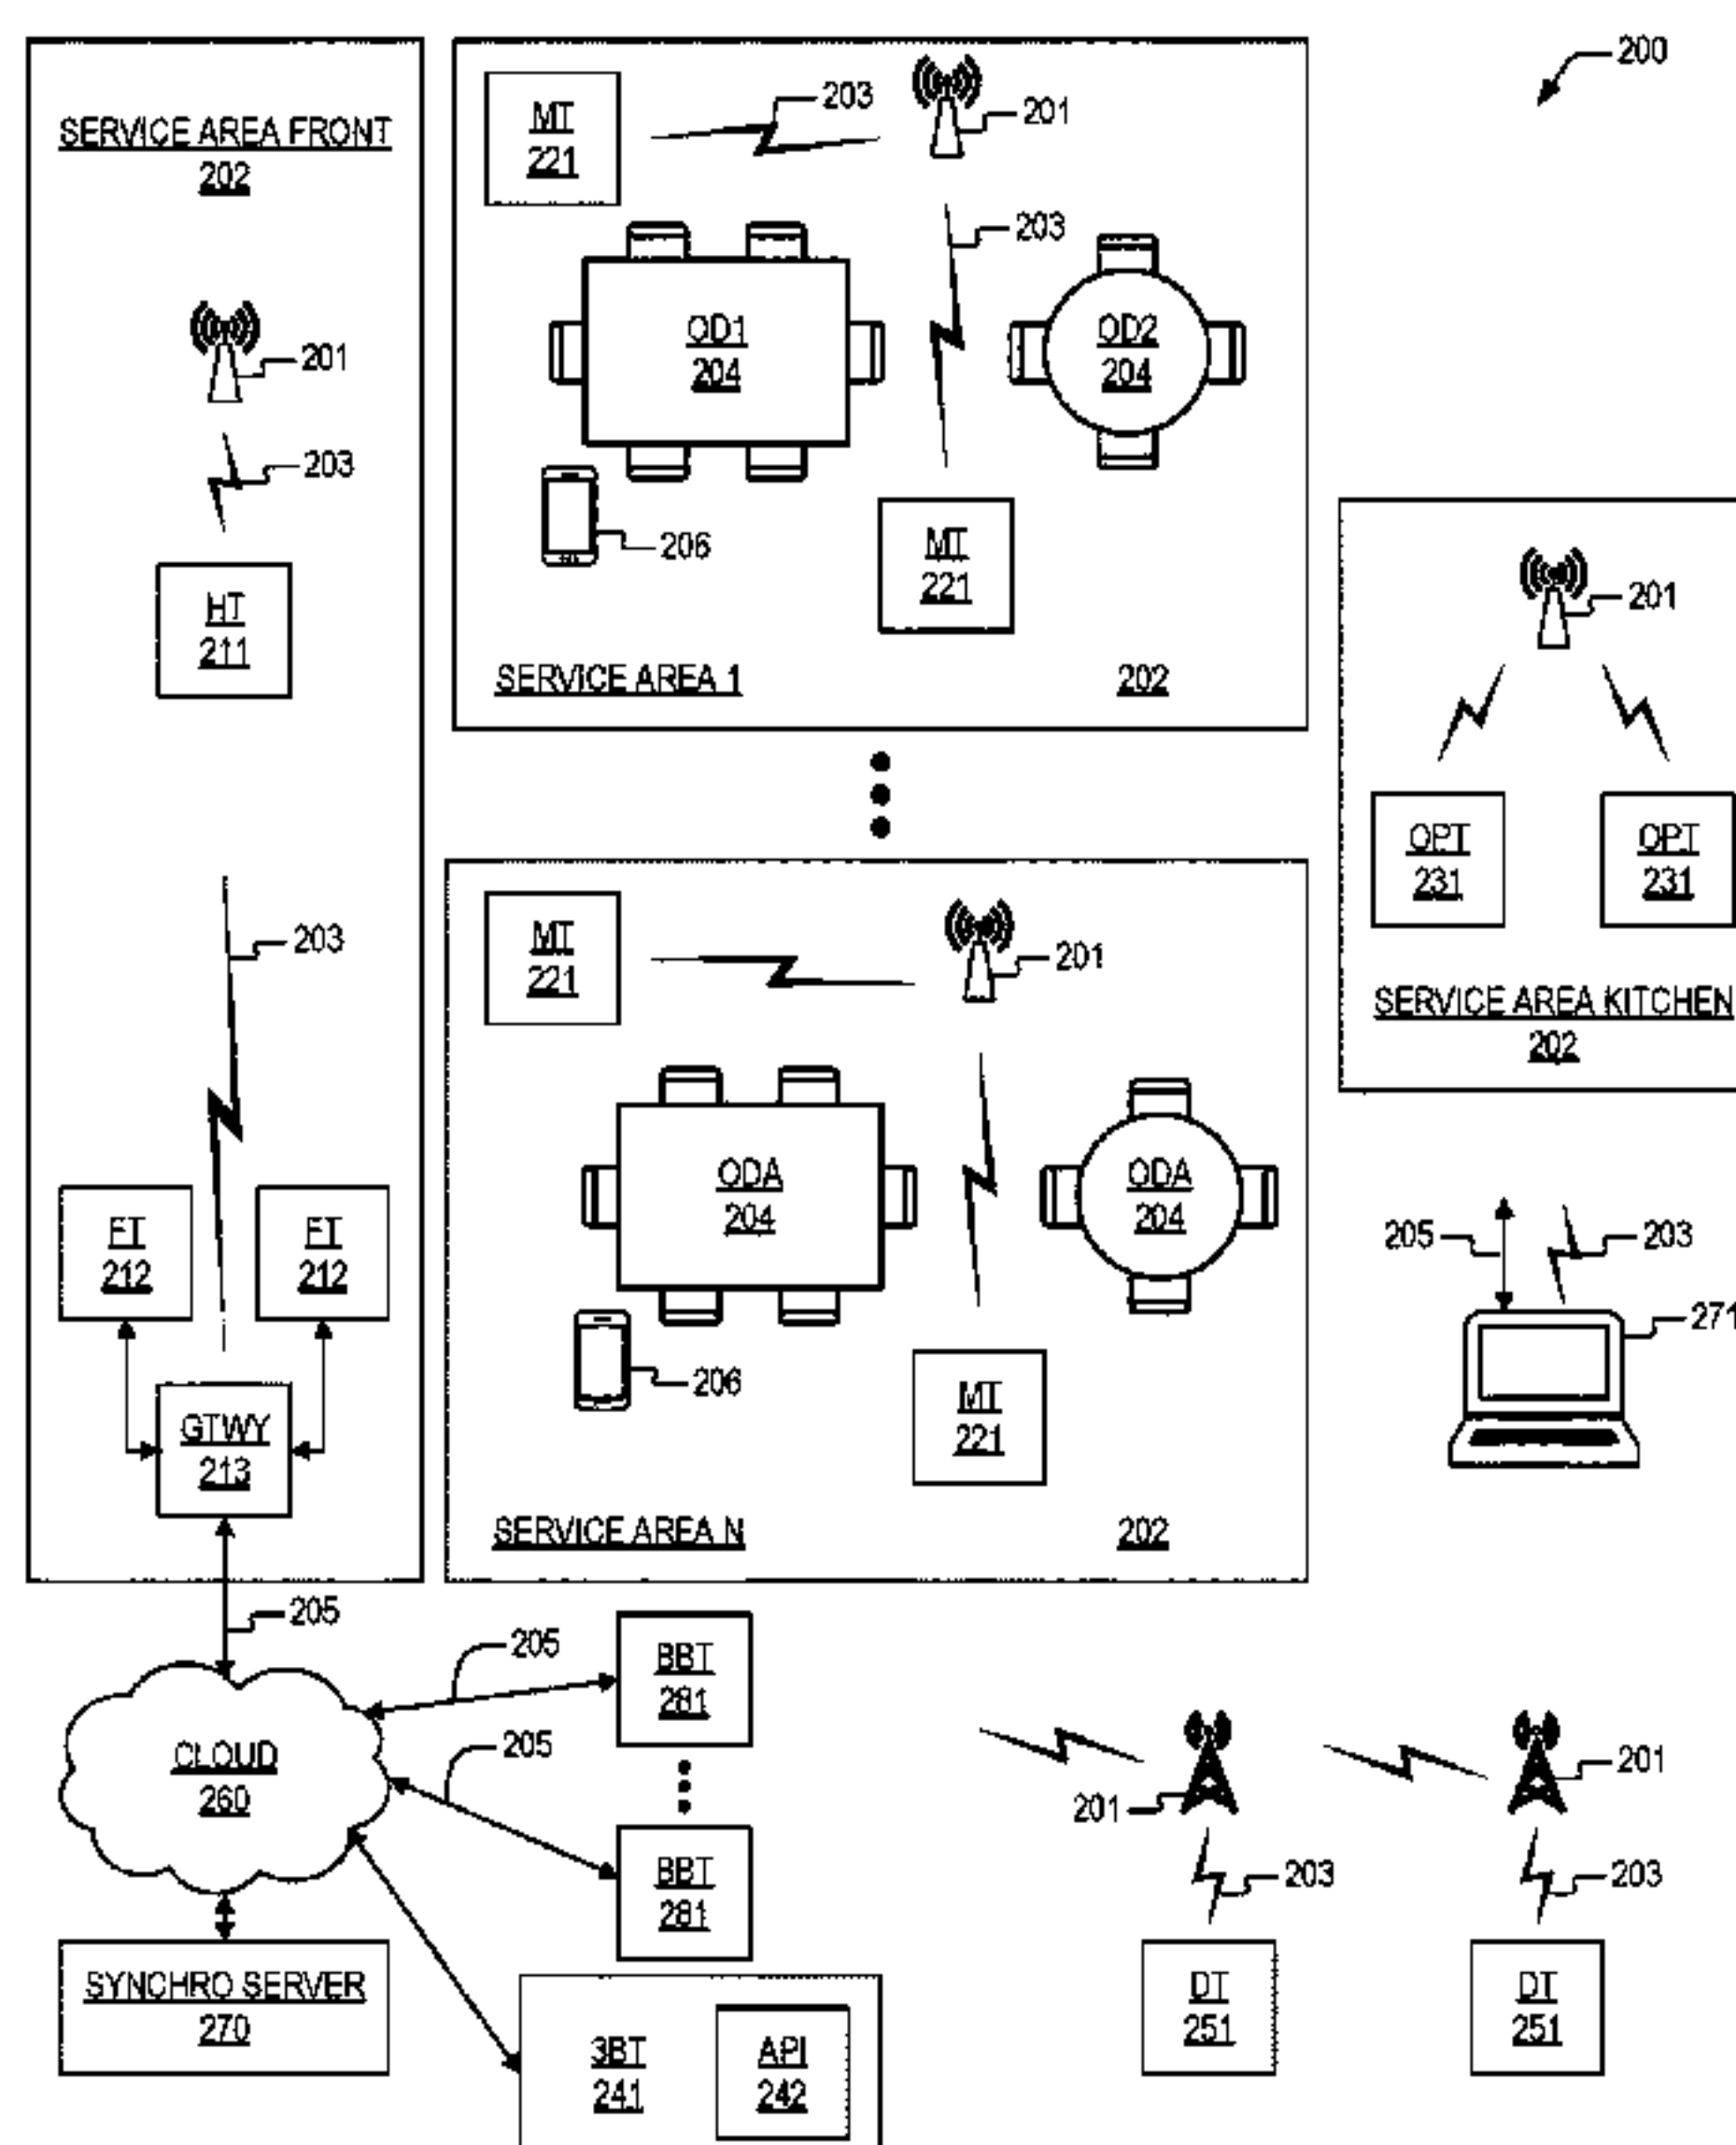 200
SERVICE AREA FRONT
202
201
203
HT
211
203
FT
212
FT
212
GTWY
213
205
MT
221
203
201
203
OD1
204
OD2
204
206
MT
221
SERVICE AREA 1
202
MT
221
201
ODA
204
ODA
204
206
MT
221
SERVICE AREA N
202
201
OPT
231
OPT
231
SERVICE AREA KITCHEN
202
205
203
271
CLOUD
260
205
BBT
281
205
BBT
281
SYNCHRO SERVER
270
3BT
241
API
242
201
201
203
203
DT
251
DT
251